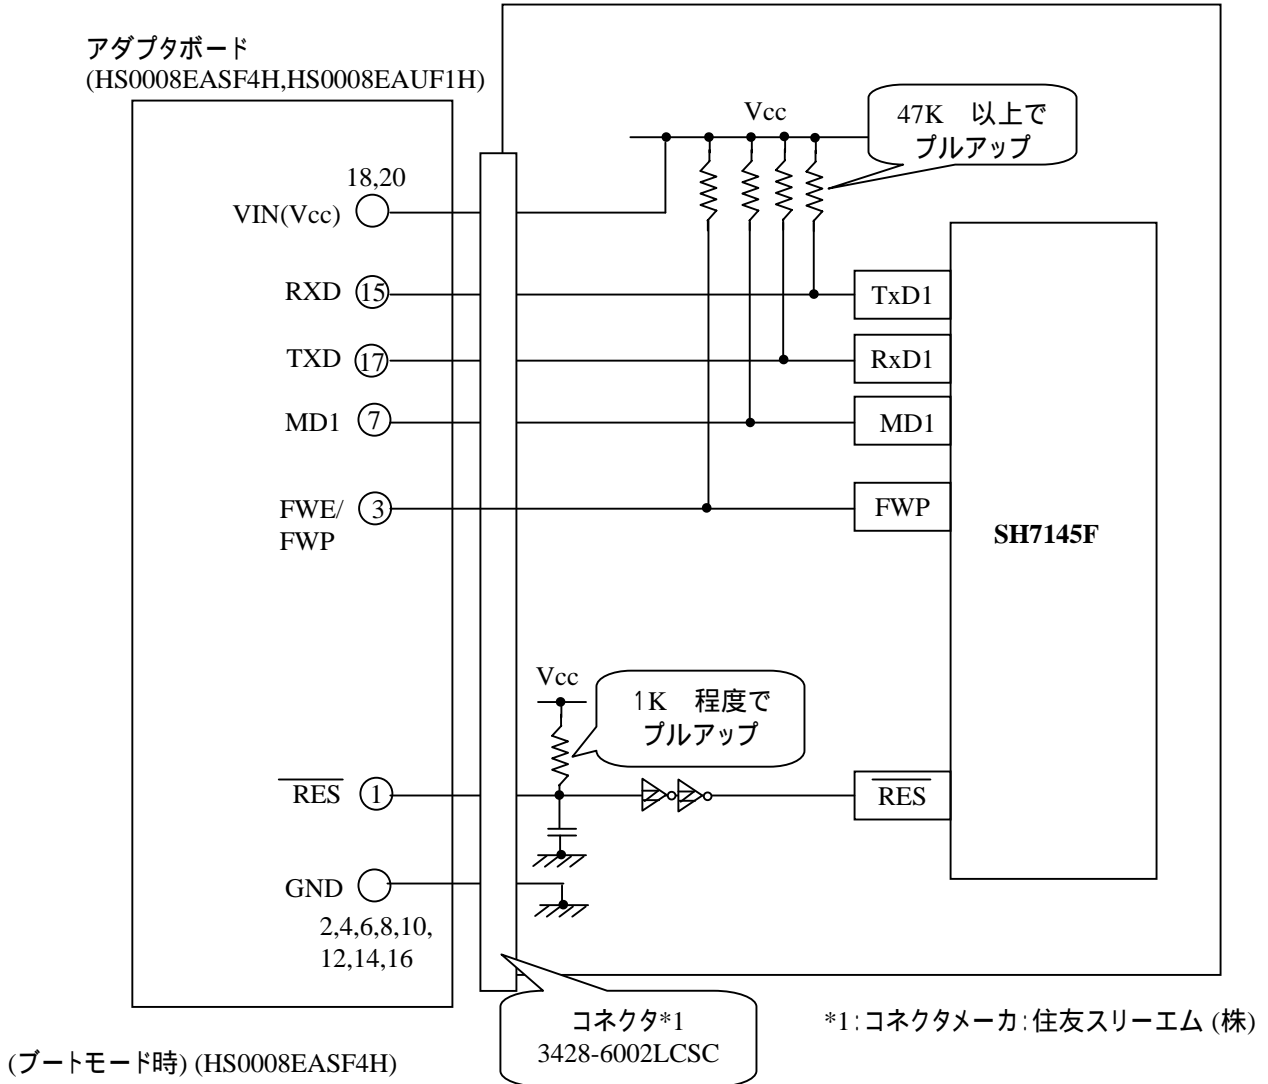 アダプタボード
(HS0008EASF4H,HS0008EAUF1H)
Vcc
47K 以上で
プルアップ
18,20
VIN(Vcc)
RXD 15
TxD1
TXD 17
RxD1
MD1 7
MD1
FWE/ 3
FWP
FWP
SH7145F
Vcc
1K 程度で
プルアップ
RES 1
RES
GND
2,4,6,8,10,
12,14,16
コネクタ*1
3428-6002LCSC
*1:コネクタメーカ:住友スリーエム (株)
(ブートモード時) (HS0008EASF4H)